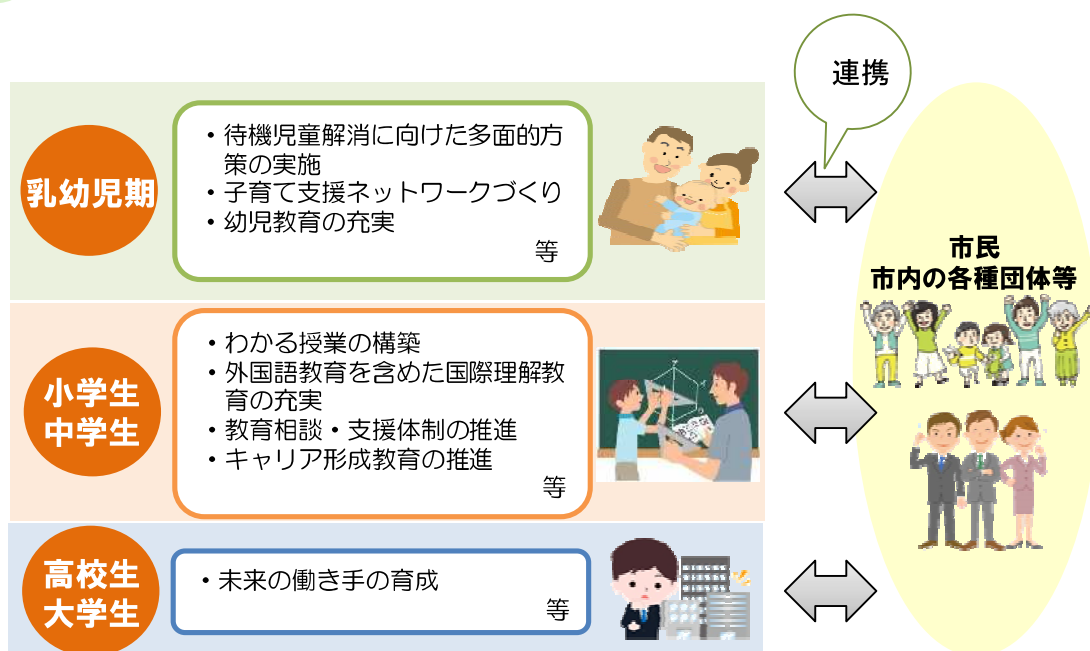 連携
乳幼児期
・待機児童解消に向けた多面的方
策の実施
・子育て支援ネットワークづくり
・幼児教育の充実
等
市民
市内の各種団体等
小学生
中学生
・わかる授業の構築
・外国語教育を含めた国際理解教
育の充実
・教育相談・支援体制の推進
・キャリア形成教育の推進
等
高校生
大学生
・未来の働き手の育成
等